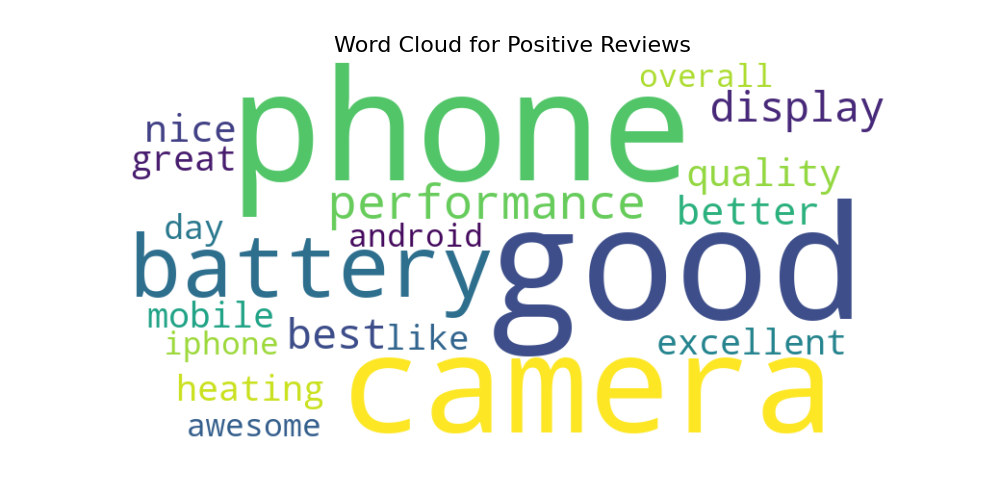 Word Cloud for Positive Reviews
overall
phone
display
nice
great
quality
performance
better
day
android
good
battery
mobile
best
like
iphone
excellent
camera
heating
awesome